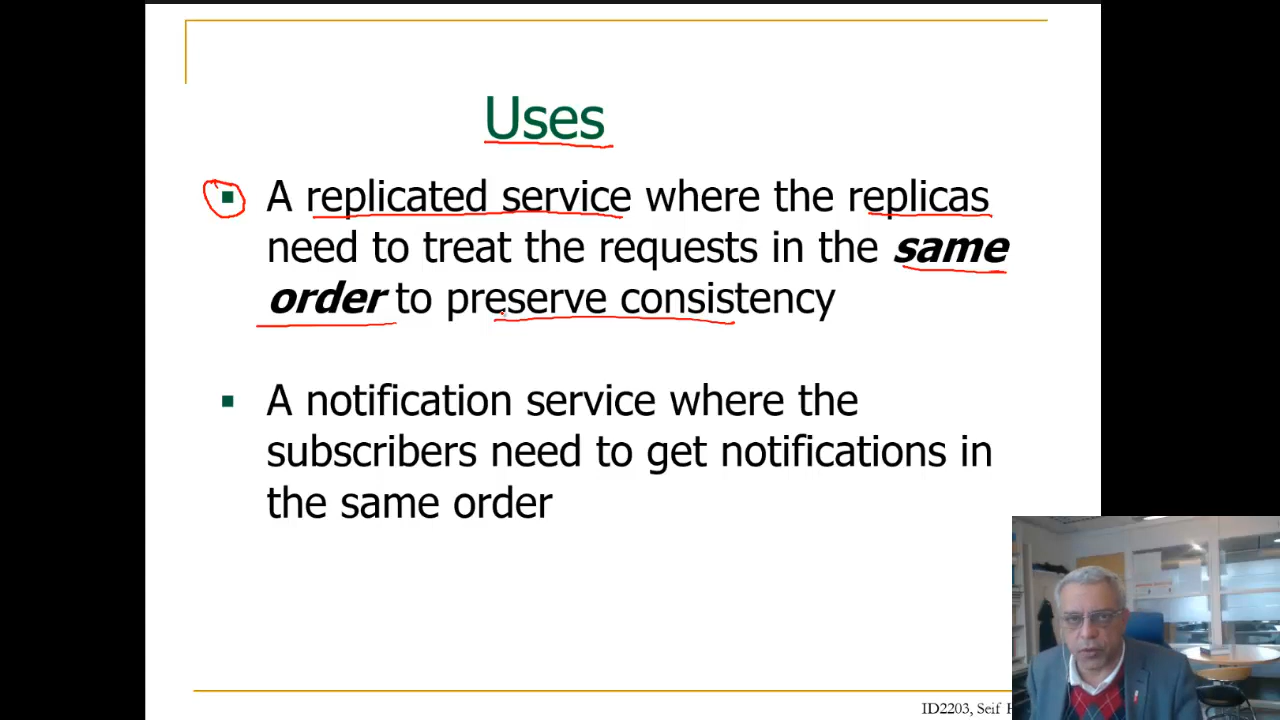 Uses
▪ A replicated service where the replicas
need to treat the requests in the same
order to preserve consistency
▪ A notification service where the
subscribers need to get notifications in
the same order
ID2203, Seif